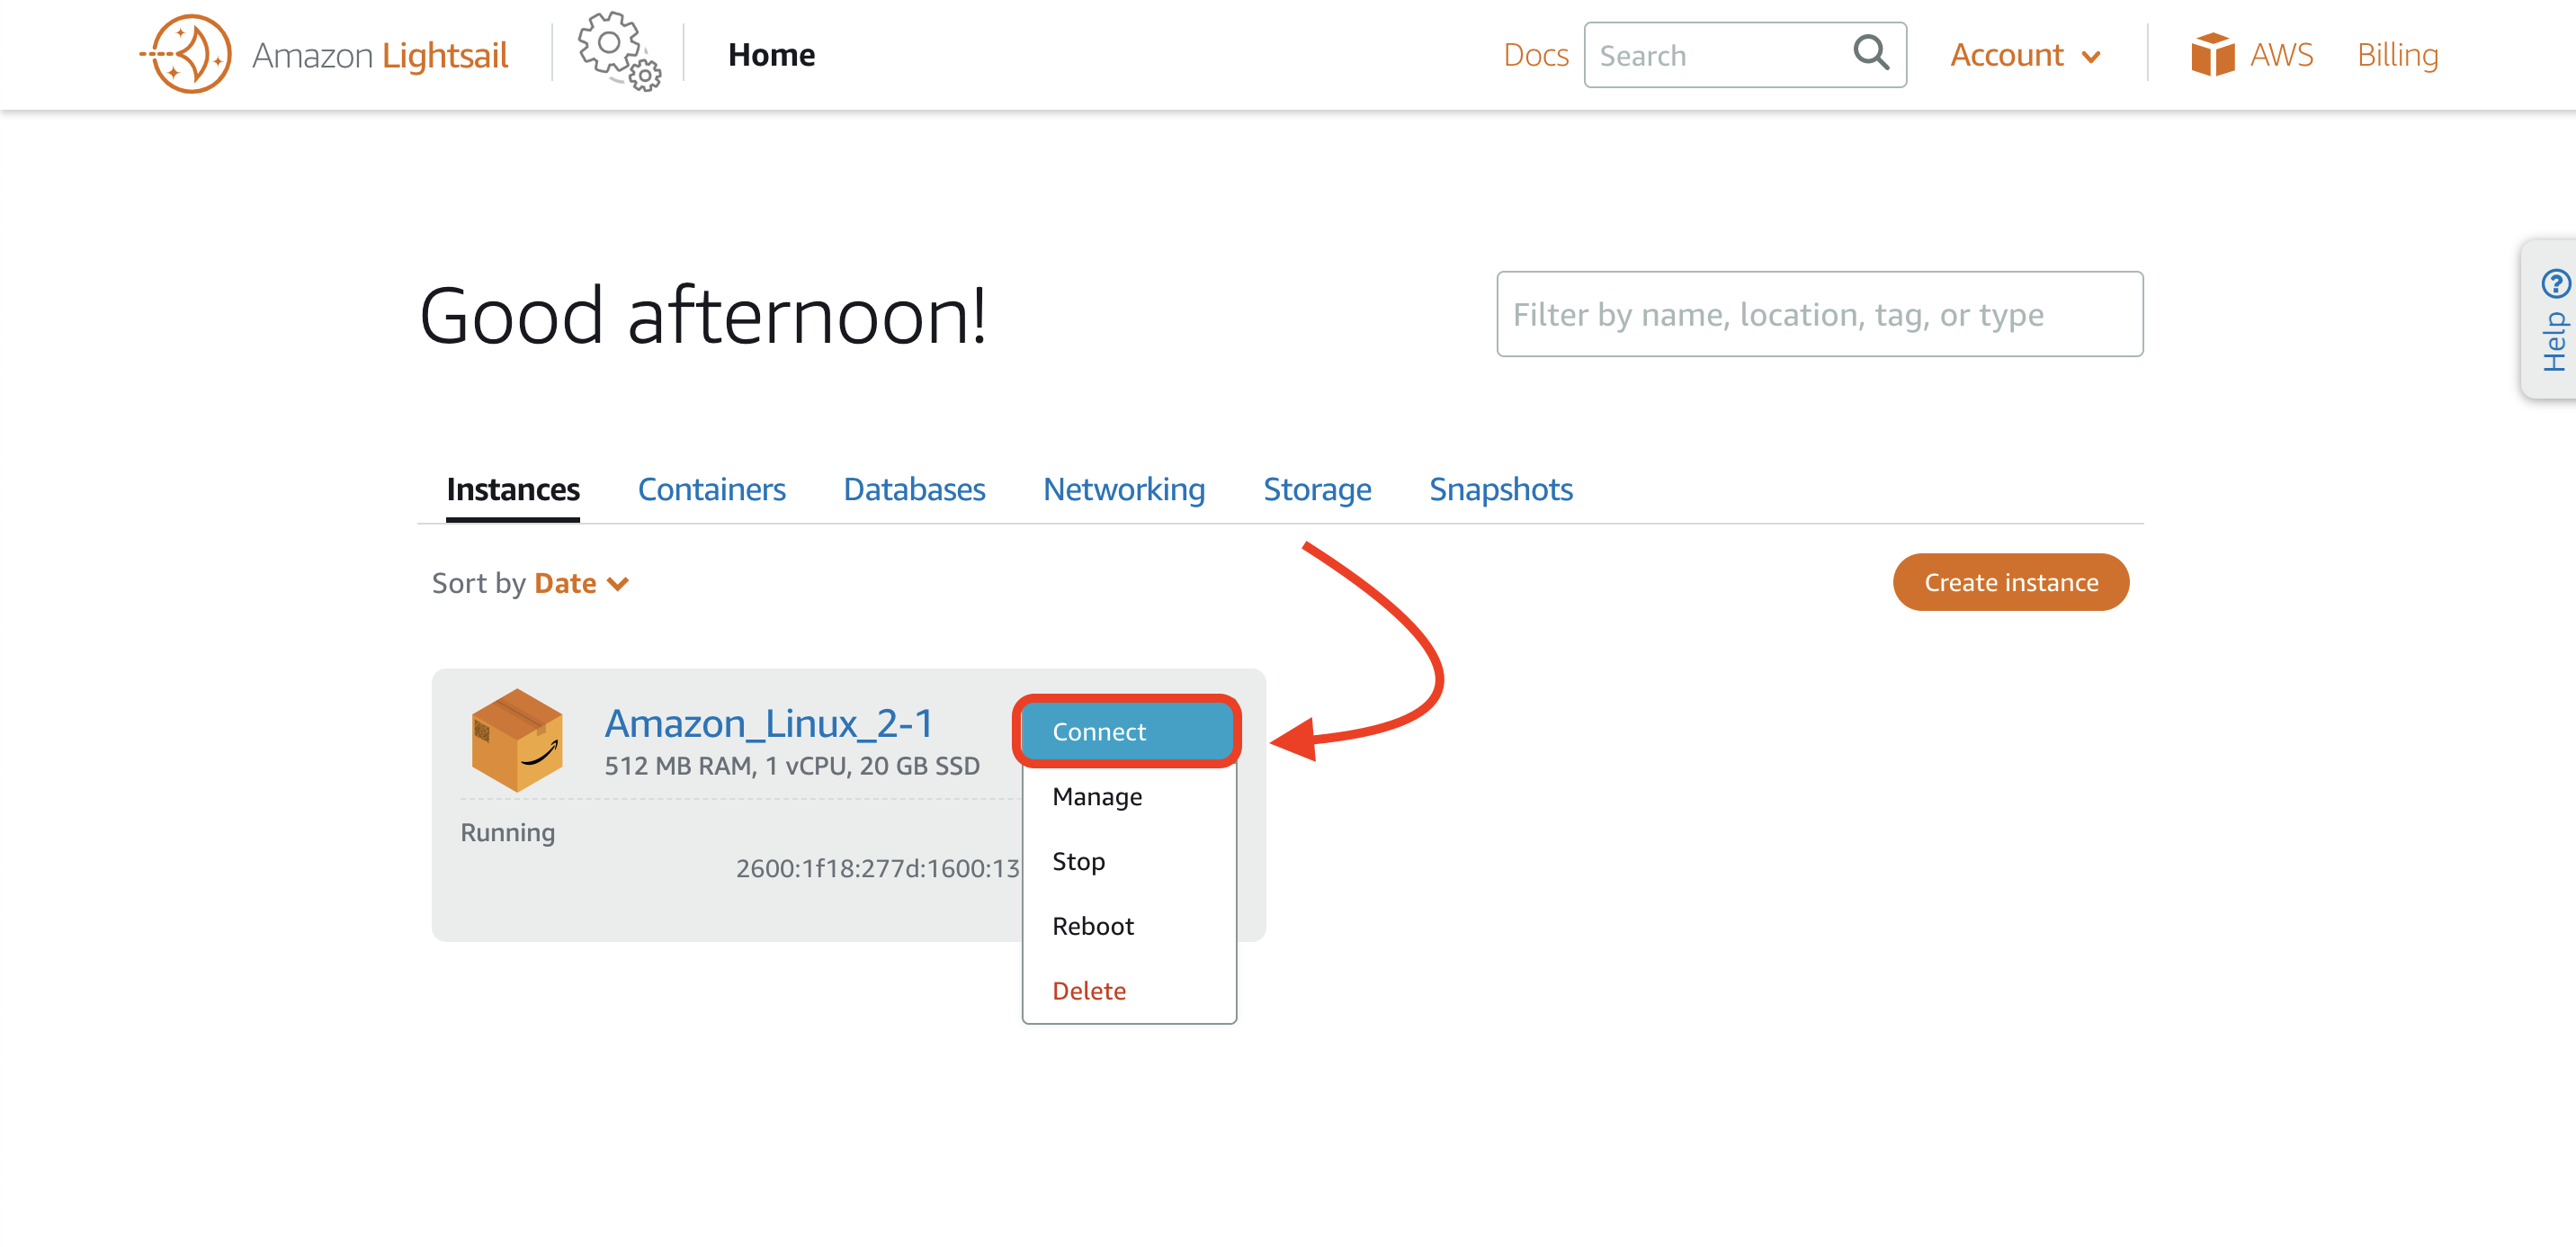 Amazon Lightsail
Home
Docs
Search
Account
AWS
Billing
Help
Good afternoon!
Filter by name, location, tag, or type
Instances Containers Databases Networking Storage Snapshots
Sort by Date
Create instance
Amazon_Linux_2-1
512 MB RAM, 1 vCPU, 20 GB SSD
Running
2600:1f18:277d:1600:13
Connect
Manage
Stop
Reboot
Delete